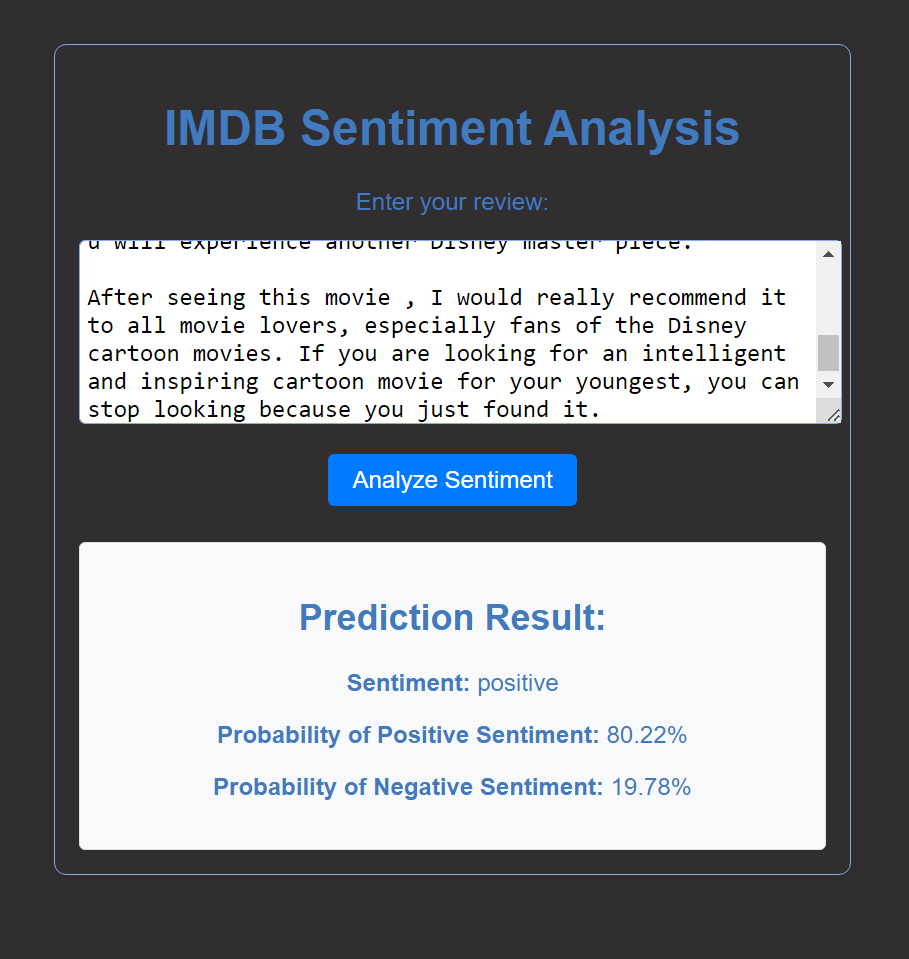 IMDB Sentiment Analysis
Enter your review:
u will experience another Disney master piece.
After seeing this movie , I would really recommend it
to all movie lovers, especially fans of the Disney
cartoon movies. If you are looking for an intelligent
and inspiring cartoon movie for your youngest, you can
stop looking because you just found it.
Analyze Sentiment
Prediction Result:
Sentiment: positive
Probability of Positive Sentiment: 80.22%
Probability of Negative Sentiment: 19.78%